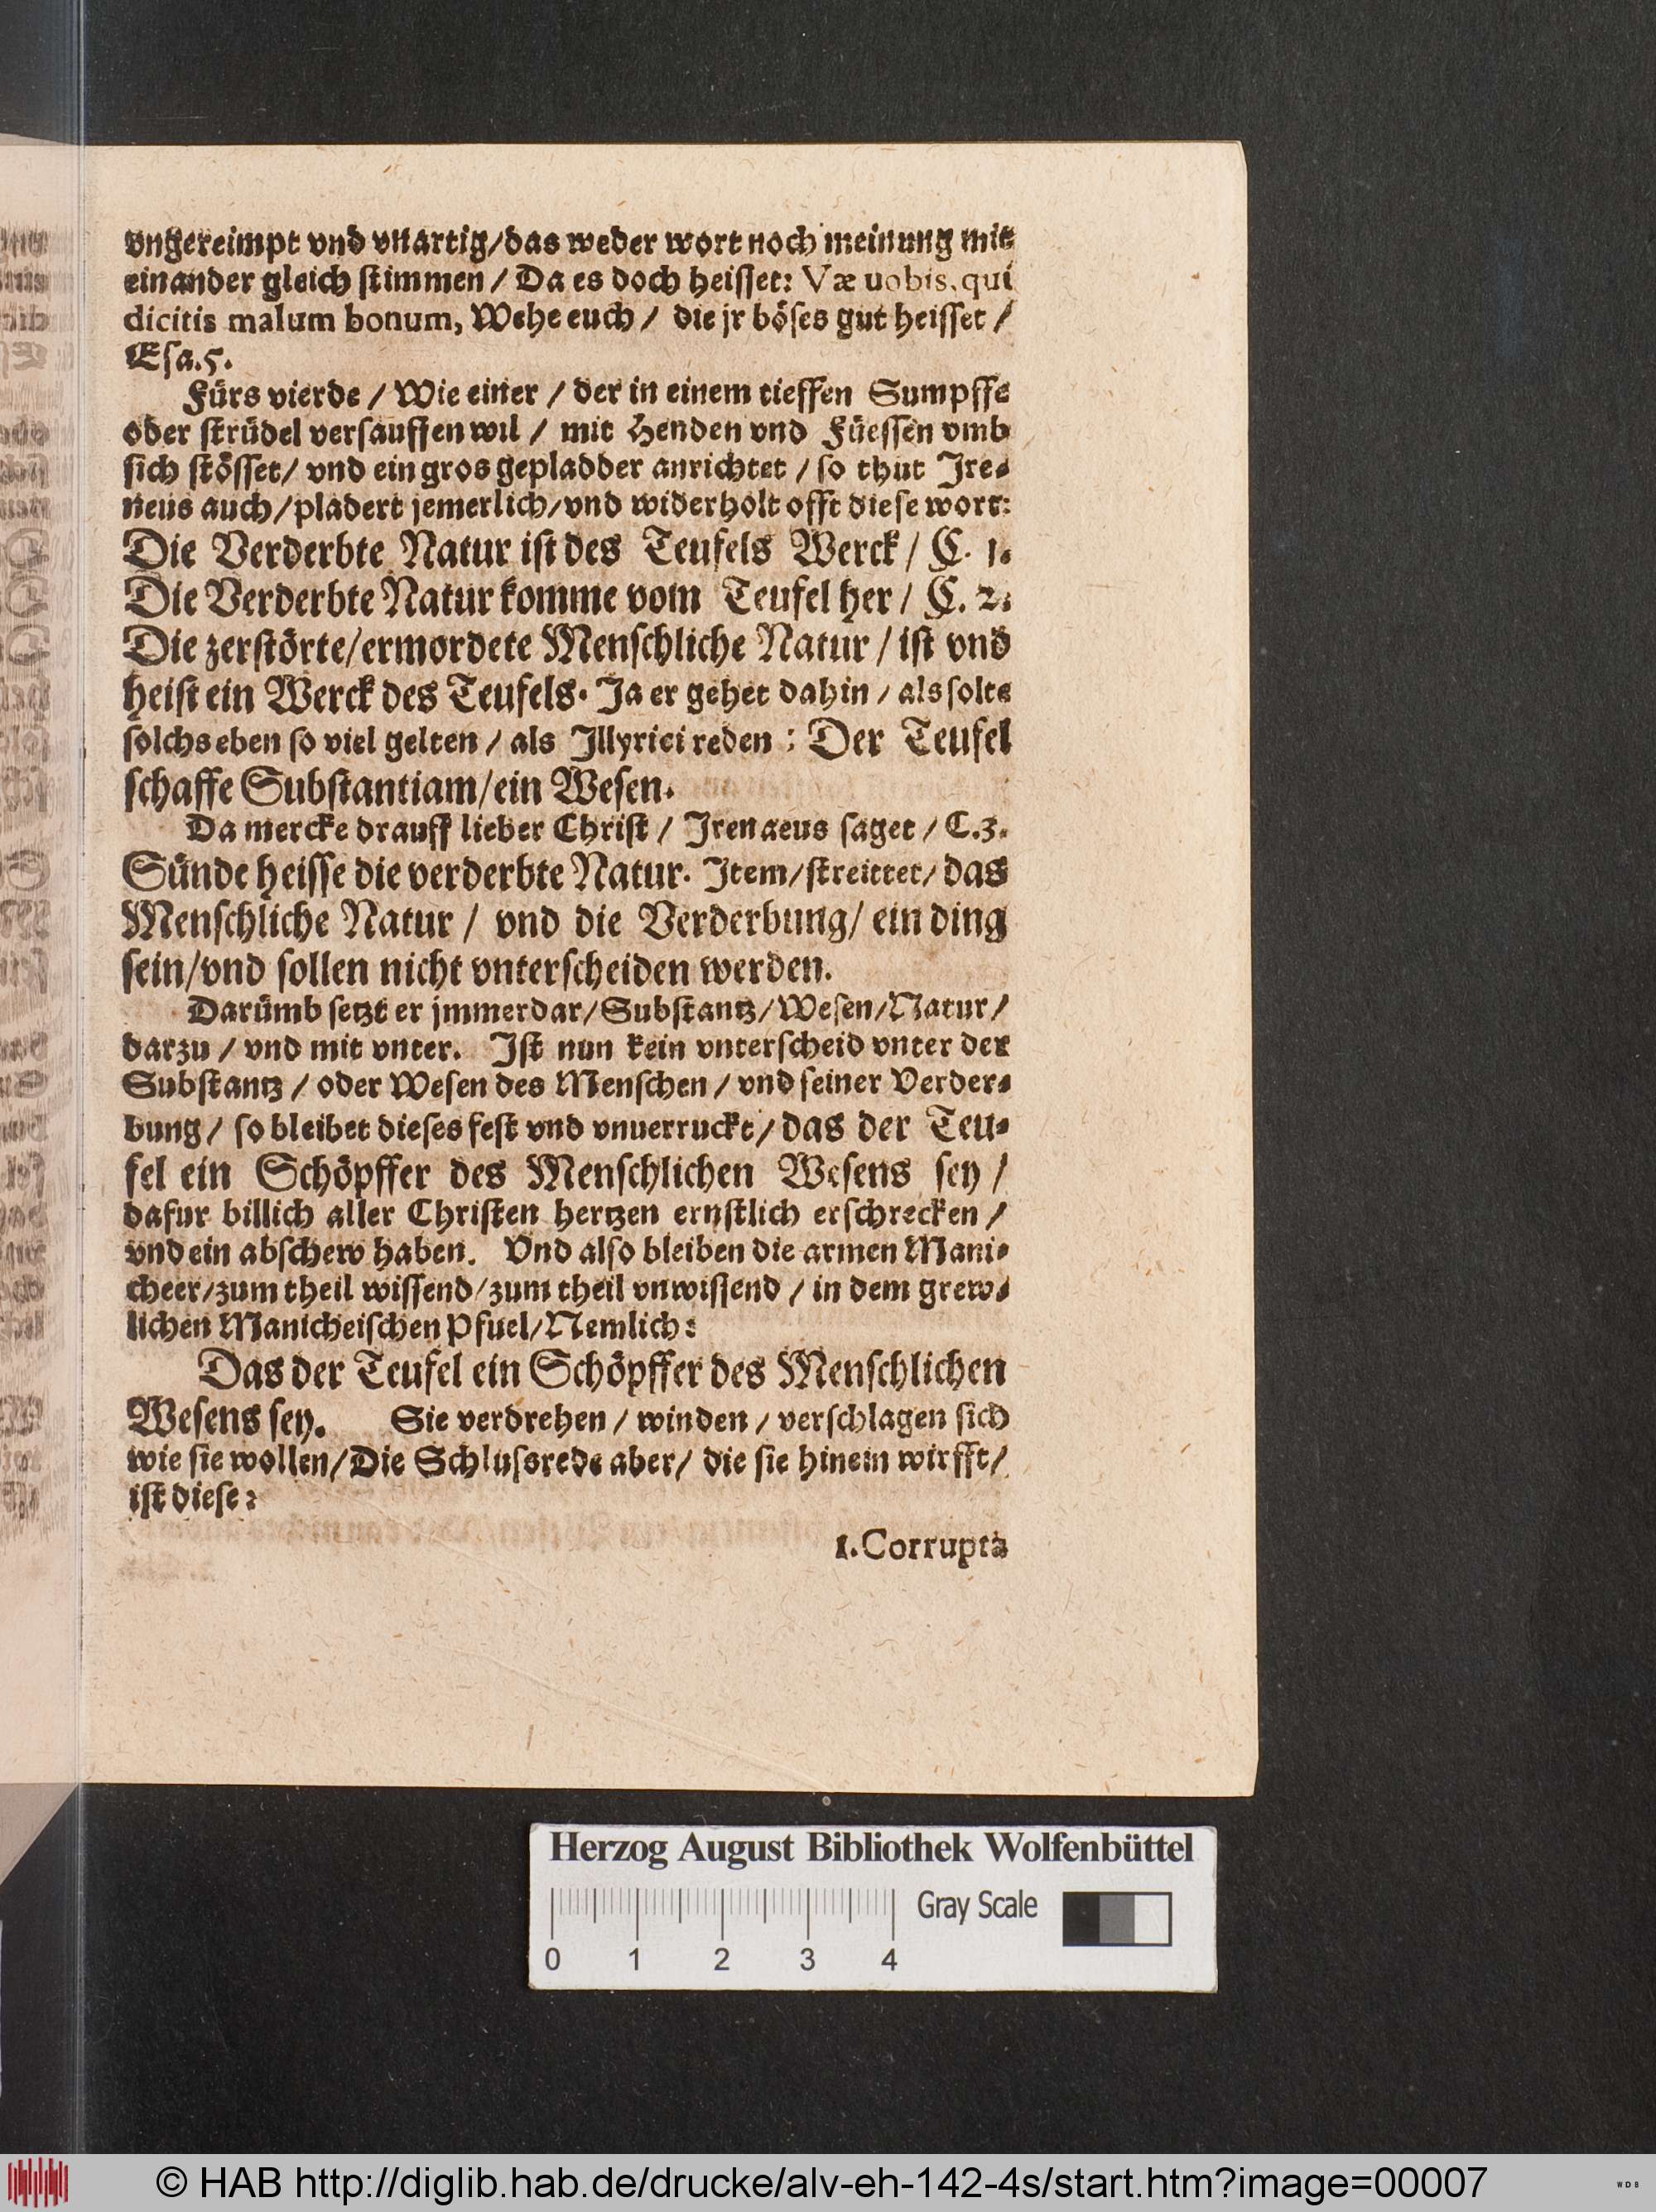 vngereimpt vnd vnartig/das weder wort noch meinung mit
einander gleich ſtimmen / Da es doch heiſſet: Væ uobis, qui
dicitis malum bonum, Wehe euch / die jr böſes gut heiſſet /
Eſa.5.
Fürs vierde / Wie einer / der in einem tieffen Sumpffe
oder ſtrüdel verſauffen wil / mit Henden vnd Füeſſen vmb
ſich ſtöſſet/ vnd ein gros gepladder anrichtet / ſo thut Jre⸗
neus auch/pladert jemerlich/vnd widerholt offt dieſe wort:
Die Verderbte Natur iſt des Teufels Werck / C. 1.
Die Verderbte Natur komme vom Teufel her / C. 2.
Die zerſtörte/ermordete Menſchliche Natur / iſt vnd
heiſt ein Werck des Teufels. Ja er gehet dahin / als ſolte
ſolchs eben ſo viel gelten / als Jllyrici reden : Der Teufel
ſchaffe Subſtantiam/ein Weſen.
Da mercke drauff lieber Chriſt / Jrenaeus ſaget / C.3.
Sünde heiſſe die verderbte Natur. Jtem/ſtreittet/ das
Menſchliche Natur / vnd die Verderbung/ ein ding
ſein/vnd ſollen nicht vnterſcheiden werden.
Darümb ſetzt er jmmerdar/Subſtantz/Weſen/Natur/
darzu / vnd mit vnter. Jſt nun kein vnterſcheid vnter der
Subſtantz / oder Weſen des Menſchen / vnd ſeiner Verder⸗
bung / ſo bleibet dieſes feſt vnd vnuerruckt/ das der Teu⸗
fel ein Schöpffer des Menſchlichen Weſens ſey /
dafur billich aller Chriſten hertzen ernſtlich erſchrecken /
vnd ein abſchew haben. Vnd alſo bleiben die armen Mani⸗
cheer/zum theil wiſſend/zum theil vnwiſſend / in dem grew⸗
lichen Manicheiſchen Pfuel/Nemlich:
Das der Teufel ein Schöpffer des Menſchlichen
Weſens ſey. Sie verdrehen / winden / verſchlagen ſich
wie ſie wollen/Die Schlusrede aber/ die ſie hinein wirfft/
iſt dieſe:
1.Corrupta
Herzog August Bibliothek Wolfenbüttel
Gray Scale
0 1 2 3 4
© HAB http://diglib.hab.de/drucke/alv-eh-142-4s/start.htm?image=00007
WDB